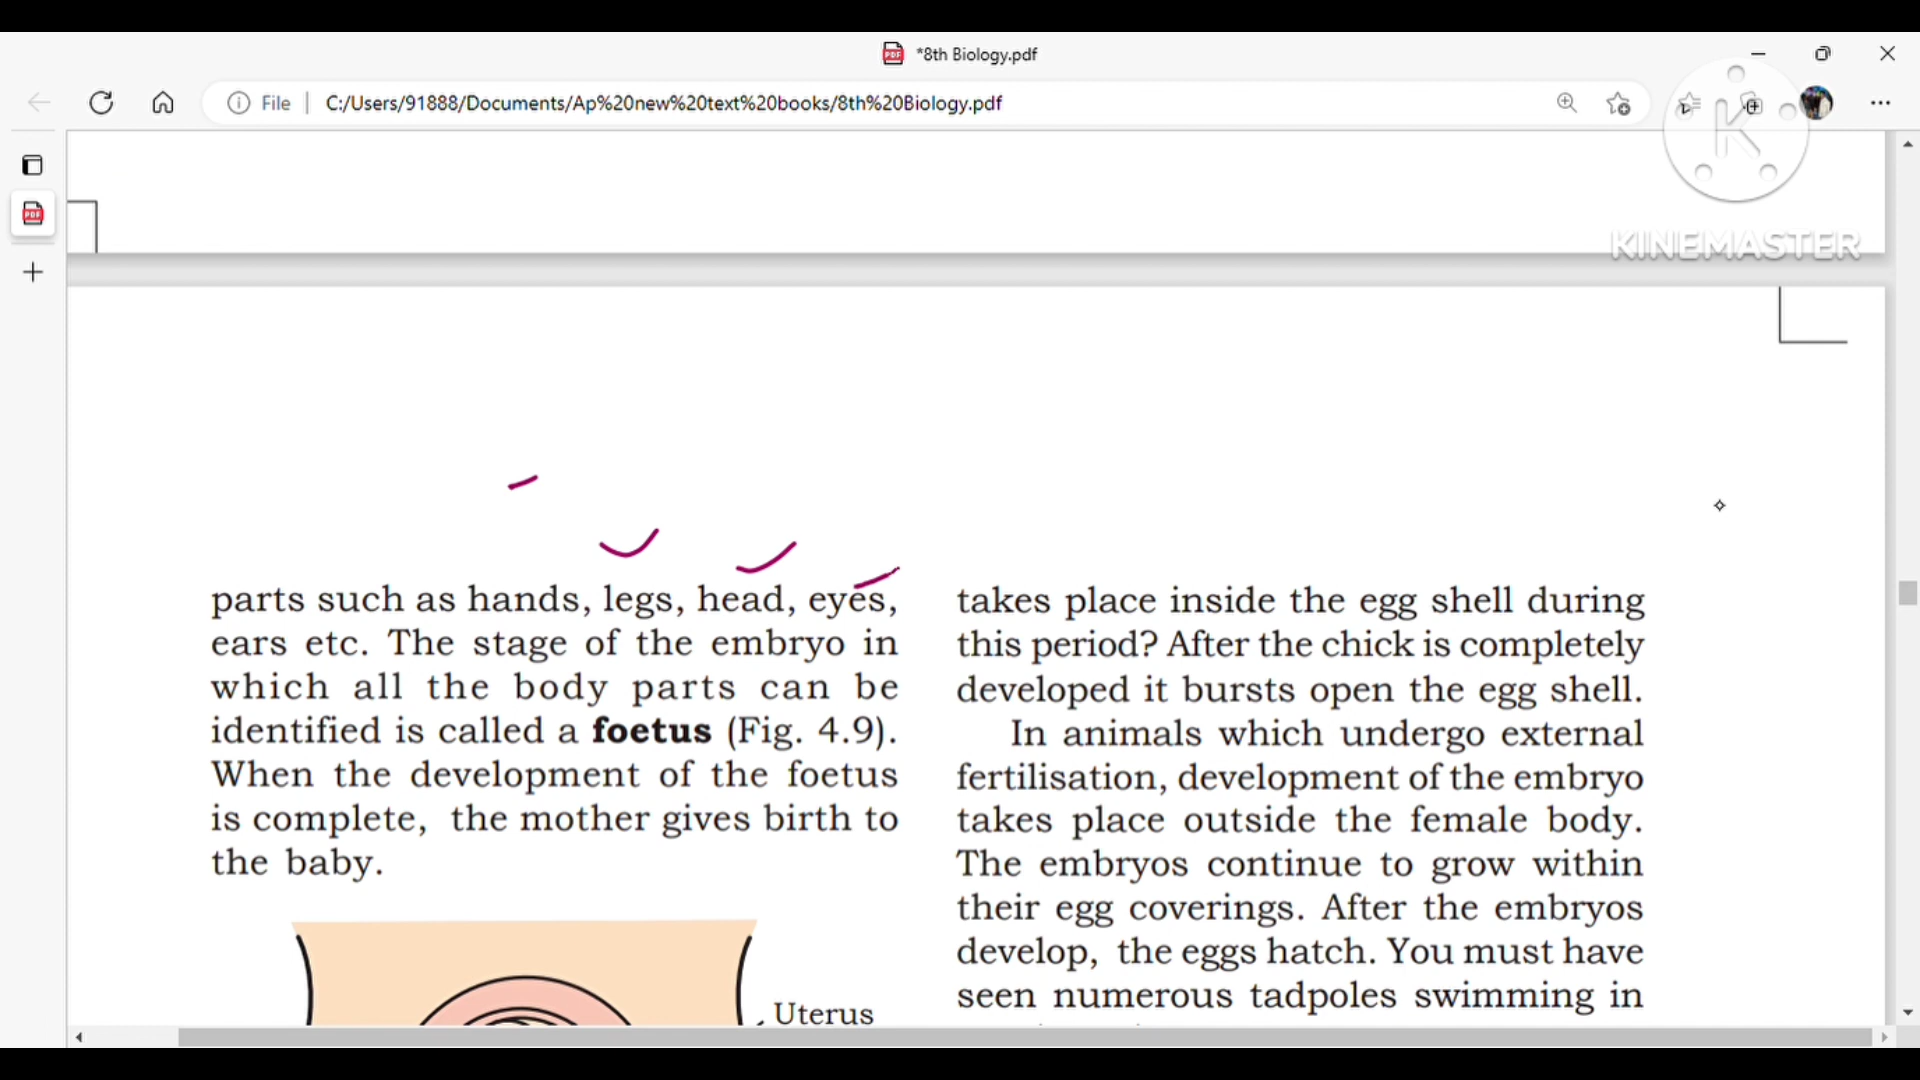 *8th Biology.pdf
File
C:/Users/91888/Documents/Ap%20new%20text%20books/8th%20Biology.pdf
KINEMASTER
parts such as hands, legs, head, eyes,
ears etc. The stage of the embryo in
which all the body parts can be
identified is called a foetus (Fig. 4.9).
When the development of the foetus
is complete, the mother gives birth to
the baby.
Uterus
takes place inside the egg shell during
this period? After the chick is completely
developed it bursts open the egg shell.
In animals which undergo external
fertilisation, development of the embryo
takes place outside the female body.
The embryos continue to grow within
their egg coverings. After the embryos
develop, the eggs hatch. You must have
seen numerous tadpoles swimming in